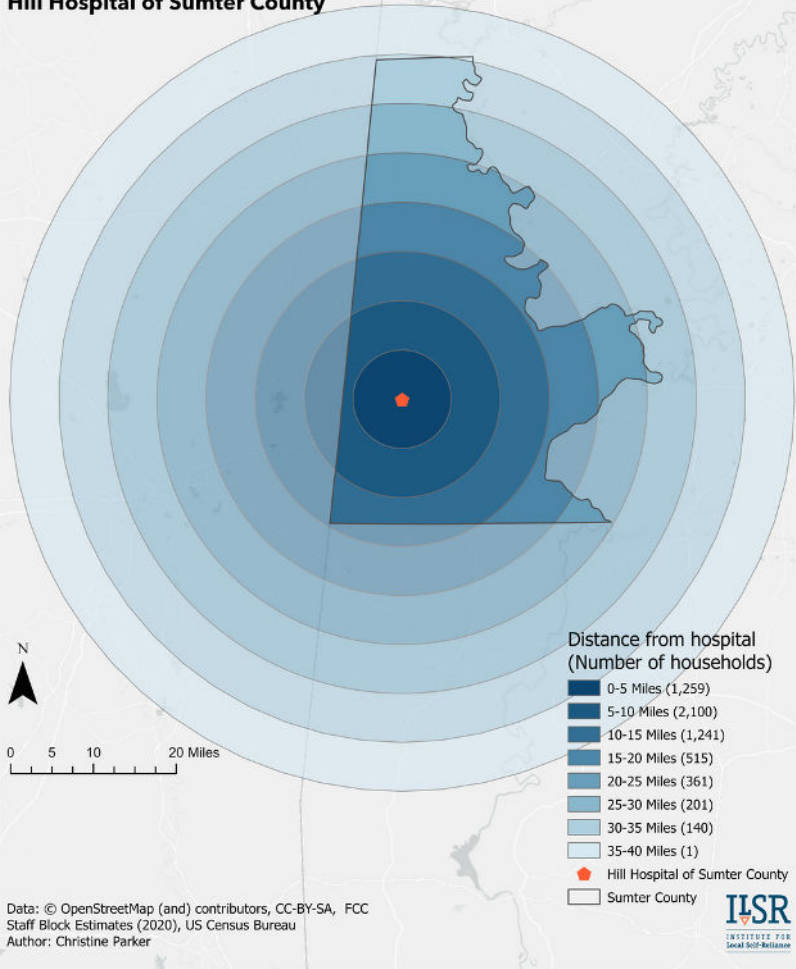 Hill Hospital of Sumter County
N
0 5 10 20 Miles
Distance from hospital
(Number of households)
0-5 Miles (1,259)
5-10 Miles (2,100)
10-15 Miles (1,241)
15-20 Miles (515)
20-25 Miles (361)
25-30 Miles (201)
30-35 Miles (140)
35-40 Miles (1)
Hill Hospital of Sumter County
Sumter County
Data: © OpenStreetMap (and) contributors, CC-BY-SA, FCC
Staff Block Estimates (2020), US Census Bureau
Author: Christine Parker
ILSR
INSTITUTE FOR
Local Self-Reliance